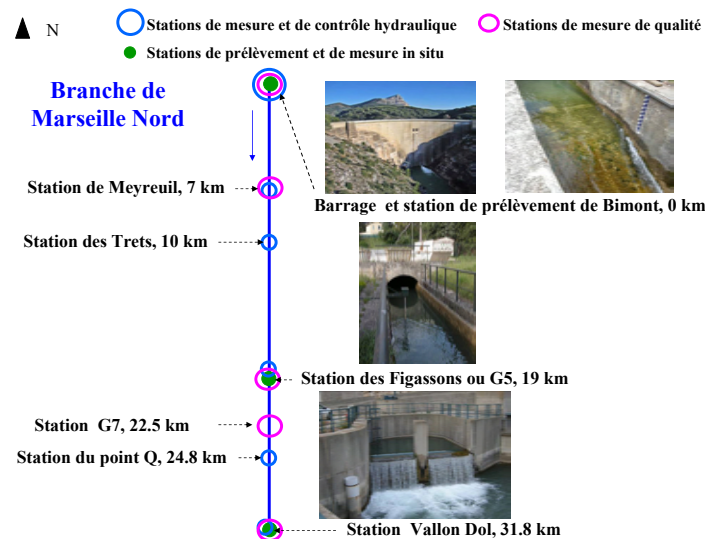 N
Stations de mesure et de contrôle hydraulique
Stations de mesure de qualité
Stations de prélèvement et de mesure in situ
Branche de
Marseille Nord
Station de Meyreuil, 7 km
Barrage et station de prélèvement de Bimont, 0 km
Station des Trets, 10 km
Station des Figassons ou G5, 19 km
Station G7, 22.5 km
Station du point Q, 24.8 km
Station Vallon Dol, 31.8 km